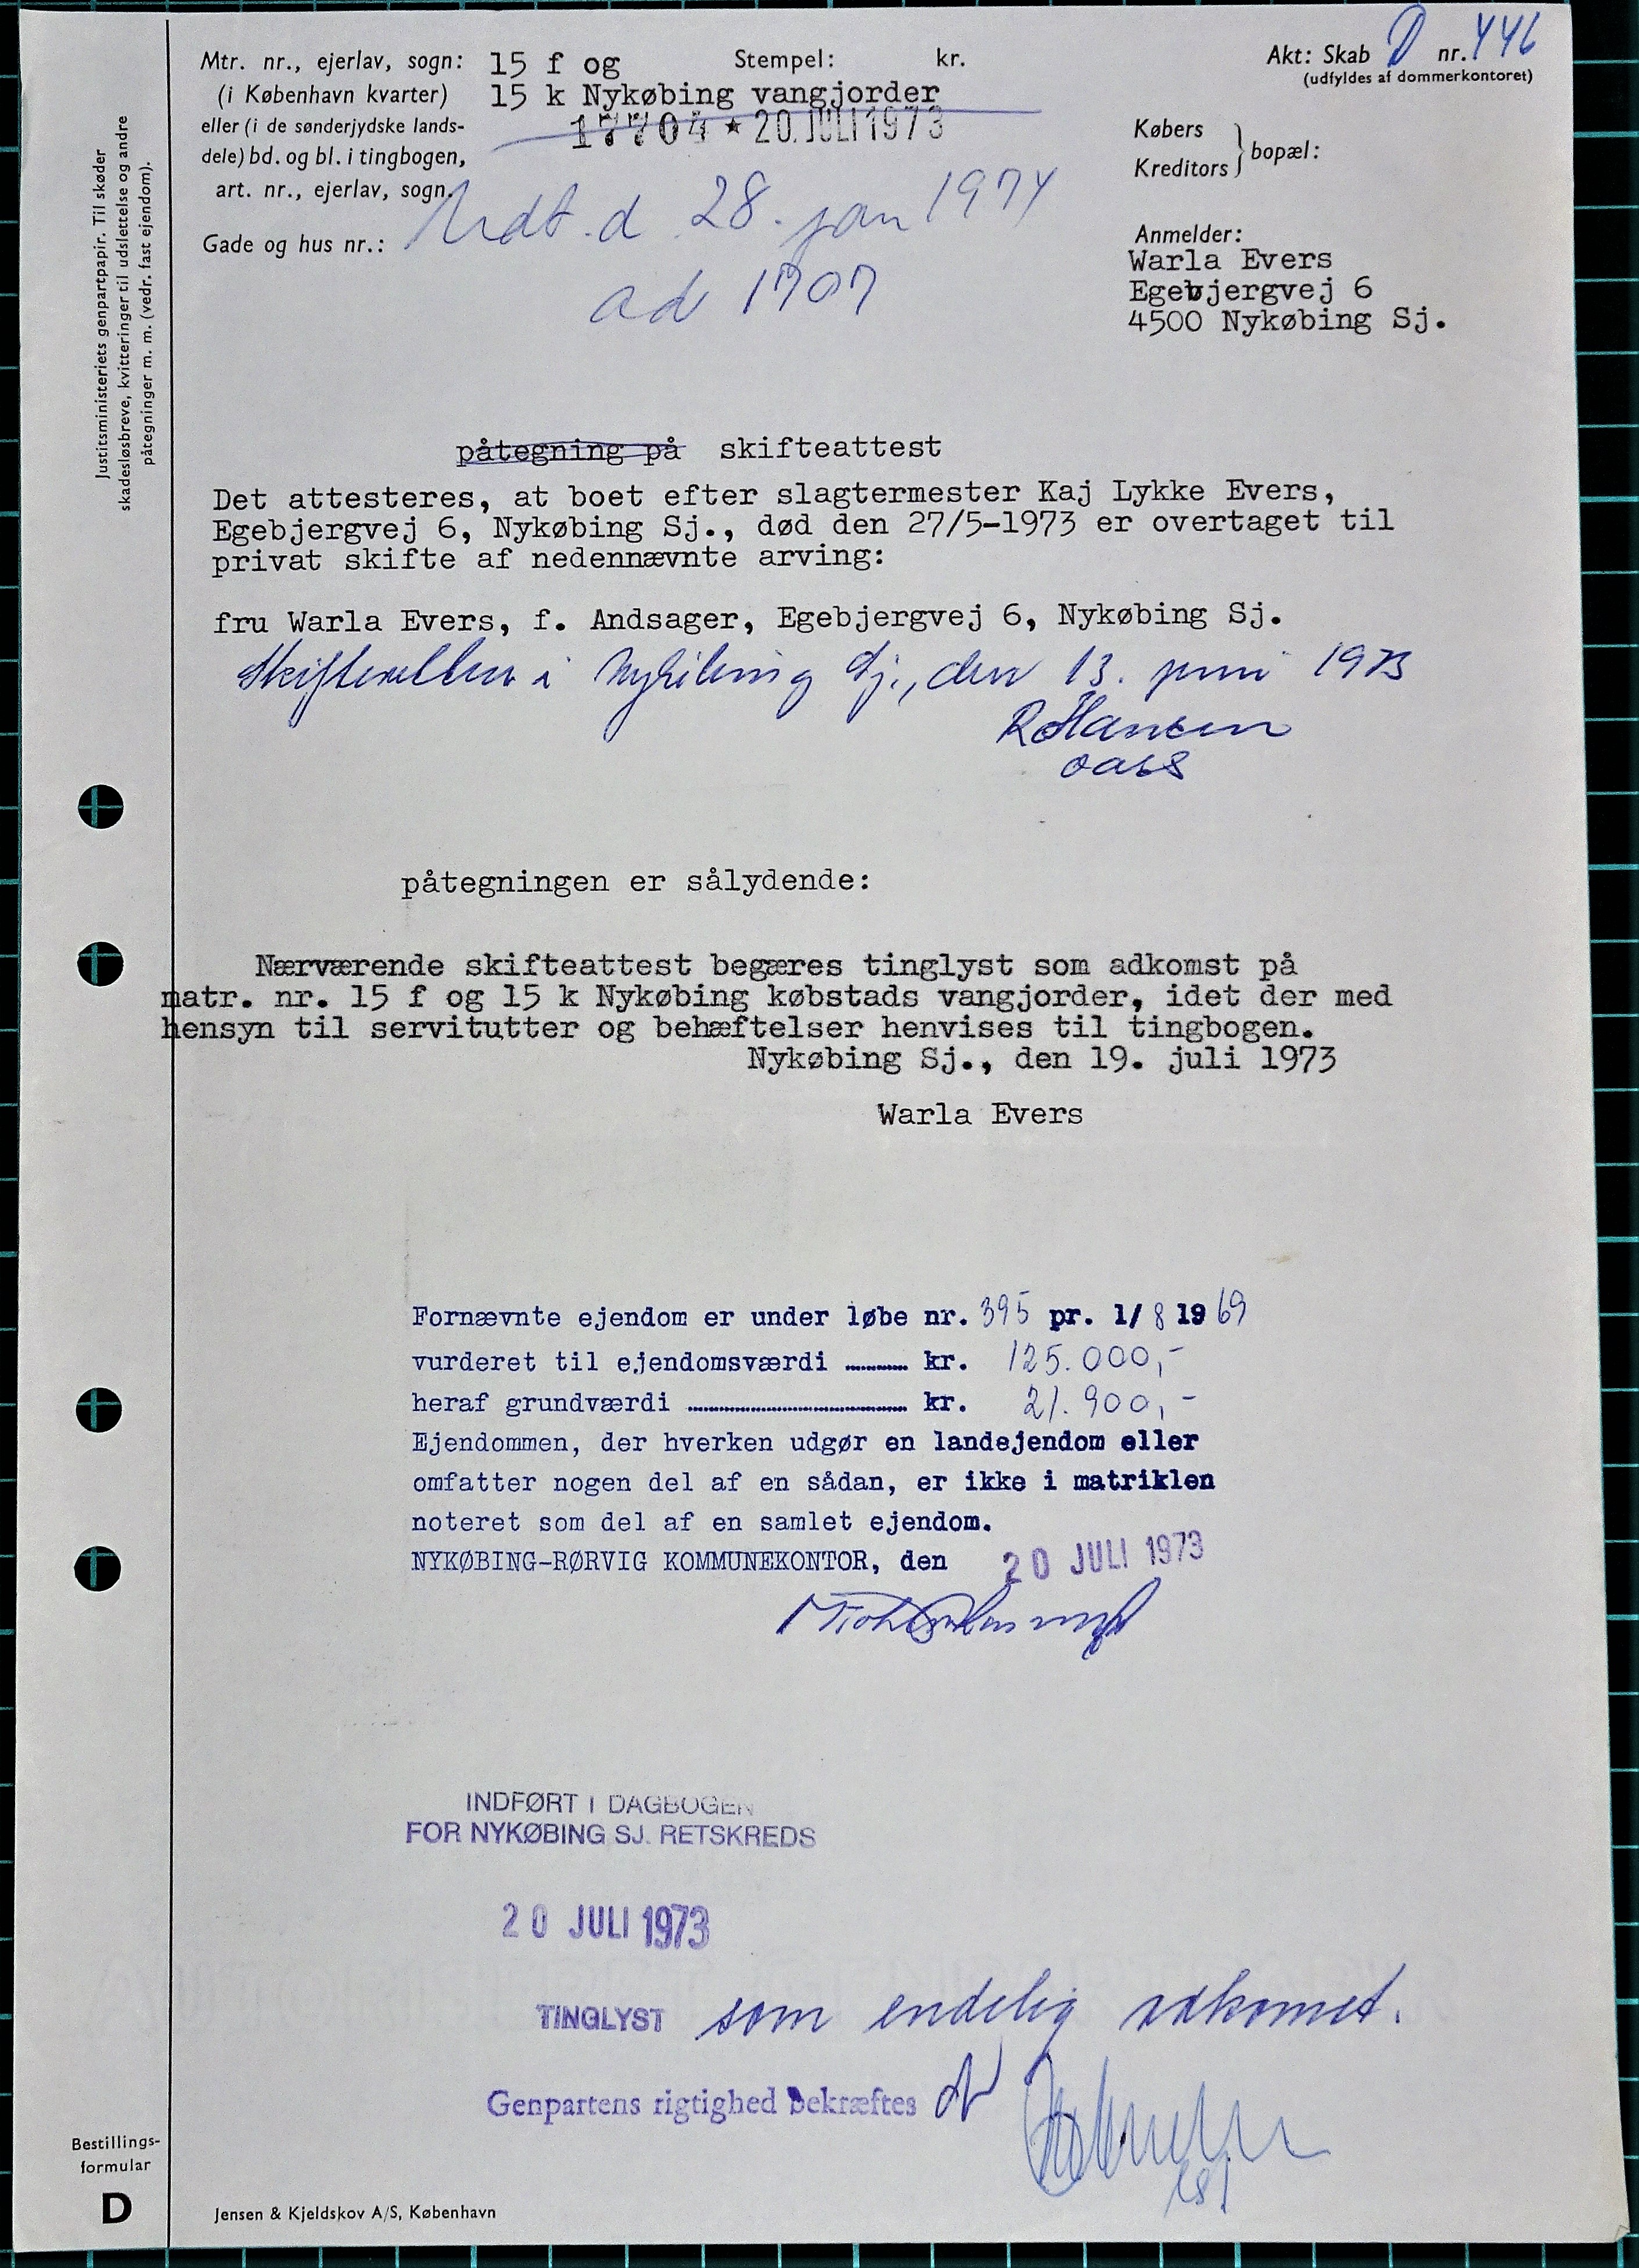 Mtr. nr., ejerlav, sogn: 15 f og Stempel: kr.
(i København kvarter) 15 k Nykøbing vangjorder
eller (i de sønderjydske lands-
dele) bd. og bl. i tingbogen,
art. nr., ejerlav, sogn.
Gade og hus nr.:
17704 ★ 20. JULI 1973
Udt. d. 28. jan 1974
ad 1707
Akt: Skab D nr. 446
(udfyldes af dommerkontoret)
Købers
Kreditors } bopæl:
Anmelder:
Warla Evers
Egebjergvej 6
4500 Nykøbing Sj.
Justitsministeriets genpartpapir. Til skøder
skadesløsbreve, kvitteringer til udslettelse og andre
påtegninger m. m. (vedr. fast ejendom).
påtegning på skifteattest
Det attesteres, at boet efter slagtermester Kaj Lykke Evers,
Egebjergvej 6, Nykøbing Sj., død den 27/5-1973 er overtaget til
privat skifte af nedennævnte arving:
fru Warla Evers, f. Andsager, Egebjergvej 6, Nykøbing Sj.
Skifteretten i Nykøbing Sj., den 13. juni 1973
R Hansen
oass
påtegningen er sålydende:
Nærværende skifteattest begæres tinglyst som adkomst på
matr. nr. 15 f og 15 k Nykøbing købstads vangjorder, idet der med
hensyn til servitutter og behæftelser henvises til tingbogen.
Nykøbing Sj., den 19. juli 1973
Warla Evers
Fornævnte ejendom er under løbe nr. 395 pr. 1/8 1969
vurderet til ejendomsværdi kr. 125.000,-
heraf grundværdi kr. 21.900,-
Ejendommen, der hverken udgør en landejendom eller
omfatter nogen del af en sådan, er ikke i matriklen
noteret som del af en samlet ejendom.
NYKØBING-RØRVIG KOMMUNEKONTOR, den 20 JULI 1973
INDFØRT I DAGBOGEN
FOR NYKØBING SJ. RETSKREDS
20 JULI 1973
TINGLYST som endelig adkomst.
Genpartens rigtighed bekræftes
Bestillings-
formular
D
Jensen & Kjeldskov A/S, København